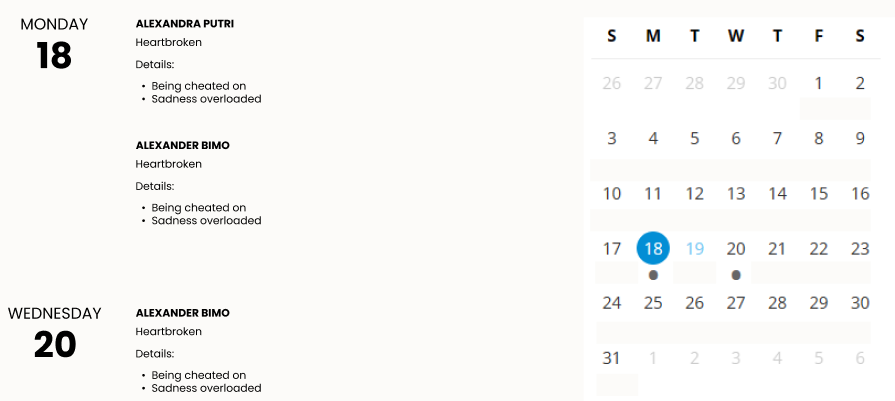 MONDAY
18
ALEXANDRA PUTRI
Heartbroken
Details:
• Being cheated on
• Sadness overloaded
ALEXANDER BIMO
Heartbroken
Details:
• Being cheated on
• Sadness overloaded
WEDNESDAY
20
ALEXANDER BIMO
Heartbroken
Details:
• Being cheated on
• Sadness overloaded
S M T W T F S
26 27 28 29 30 1 2
3 4 5 6 7 8 9
10 11 12 13 14 15 16
17 18 19 20 21 22 23
24 25 26 27 28 29 30
31 1 2 3 4 5 6